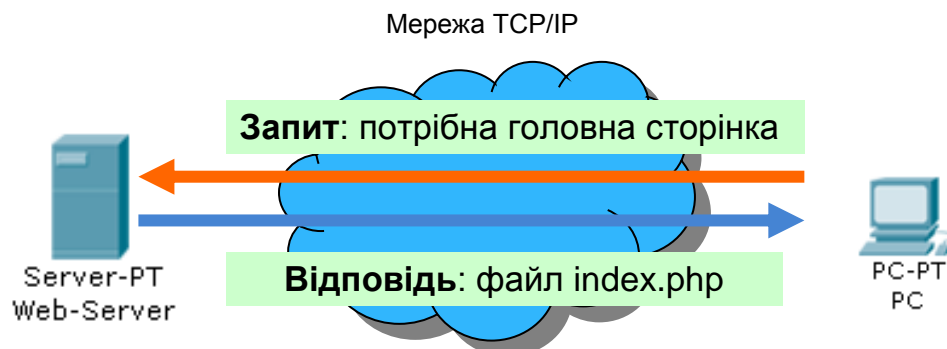 Мережа TCP/IP
Запит: потрібна головна сторінка
Відповідь: файл index.php
Server-PT
Web-Server
PC-PT
PC